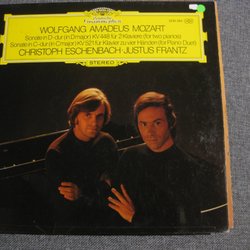 WOLFGANG AMADEUS MOZART
Sonate in D-dur (in D major) KV 448 für 2 Klaviere (for two pianos)
Sonate in C-dur (in C major) KV 521 für Klavier zu vier Händen (for Piano Duet)
CHRISTOPH ESCHENBACH JUSTUS FRANTZ
STEREO